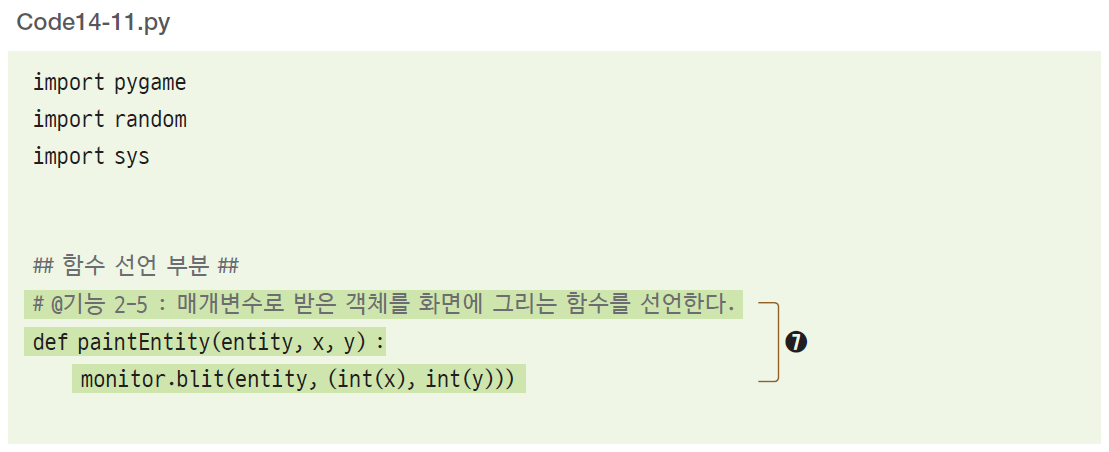 Code14-11.py
import pygame
import random
import sys
## 함수 선언 부분 ##
# @기능 2-5 : 매개변수로 받은 객체를 화면에 그리는 함수를 선언한다.
def paintEntity(entity, x, y) :
monitor.blit(entity, (int(x), int(y)))
❼